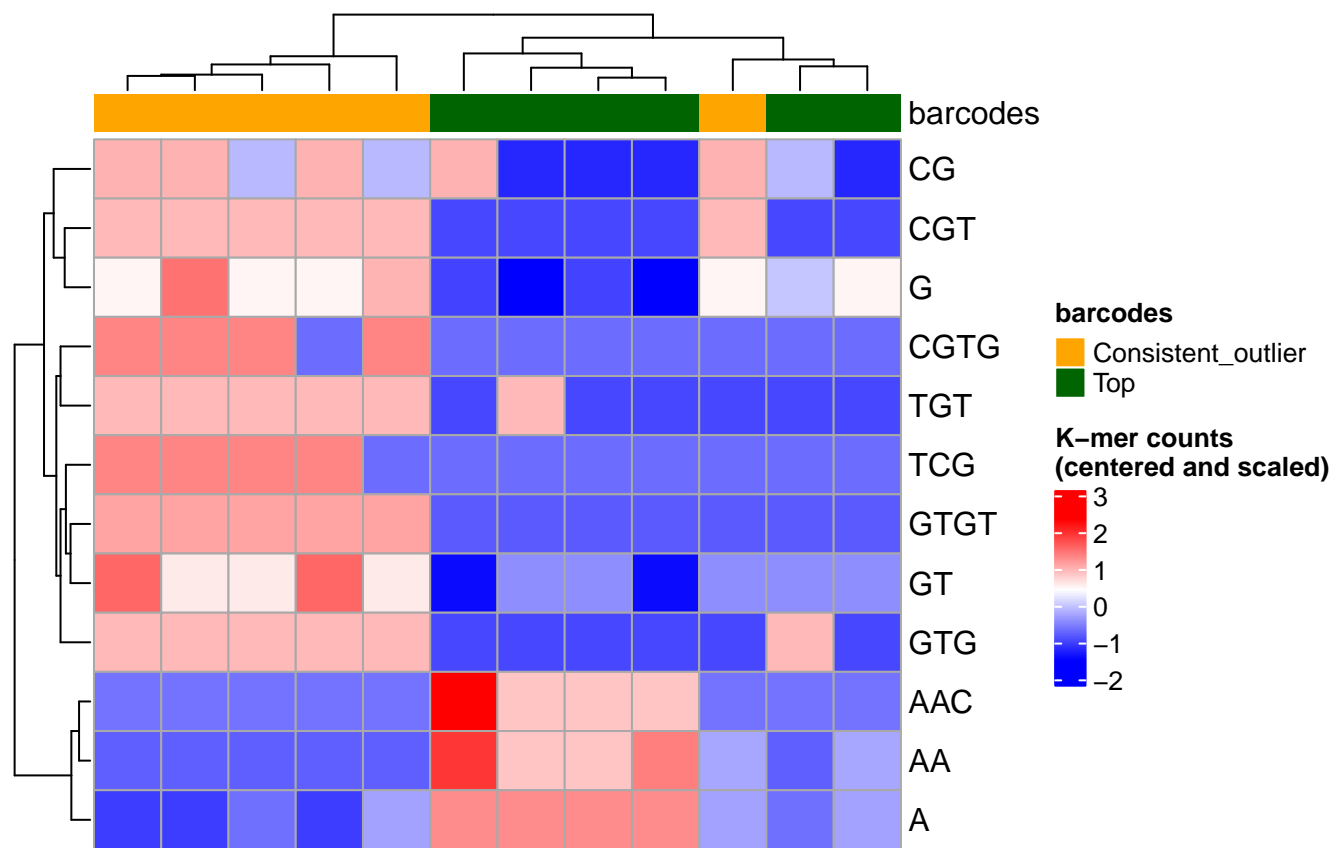 barcodes
CG
CGT
G
CGTG
TGT
TCG
GTGT
GT
GTG
AAC
AA
A
barcodes
Consistent_outlier
Top
K−mer counts
(centered and scaled)
3
2
1
0
−1
−2